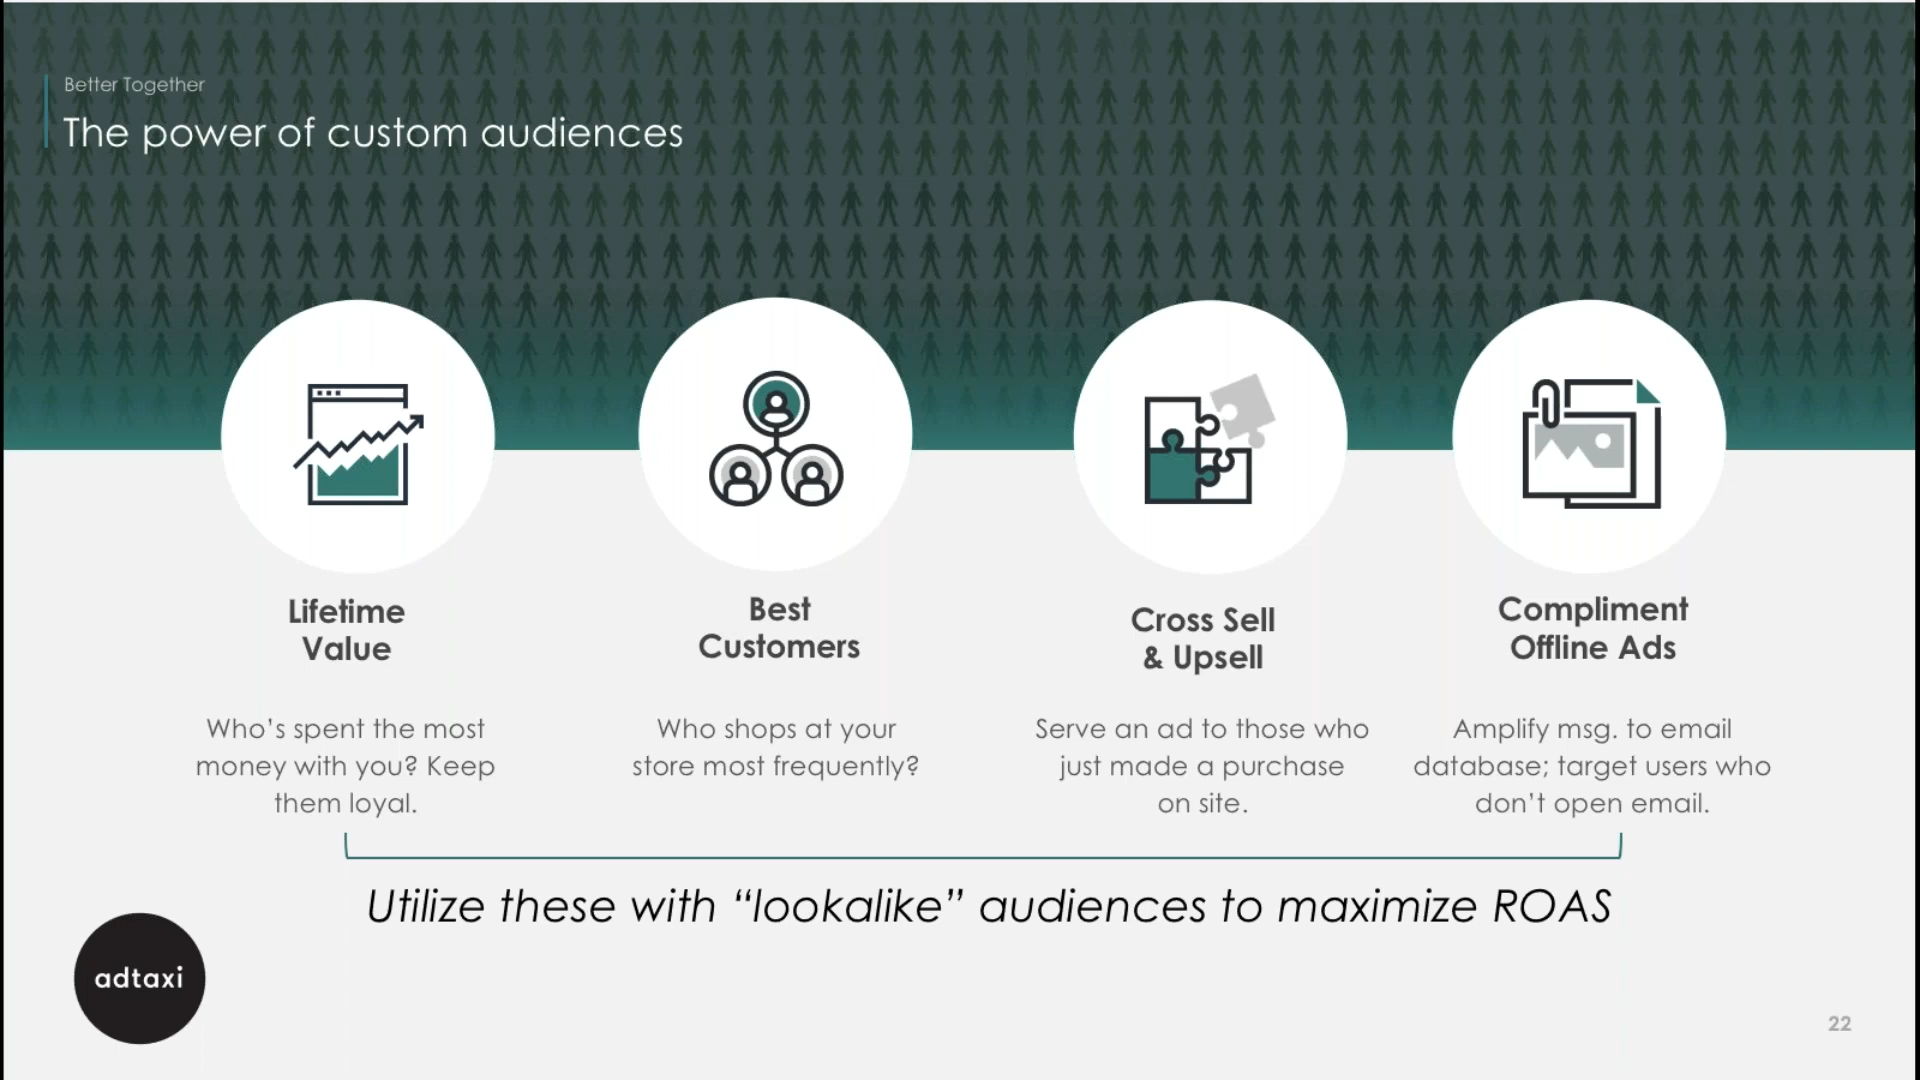 Better Together
The power of custom audiences
Lifetime
Value
Who’s spent the most
money with you? Keep
them loyal.
Best
Customers
Who shops at your
store most frequently?
Cross Sell
& Upsell
Serve an ad to those who
just made a purchase
on site.
Compliment
Offline Ads
Amplify msg. to email
database; target users who
don’t open email.
Utilize these with “lookalike” audiences to maximize ROAS
adtaxi
22